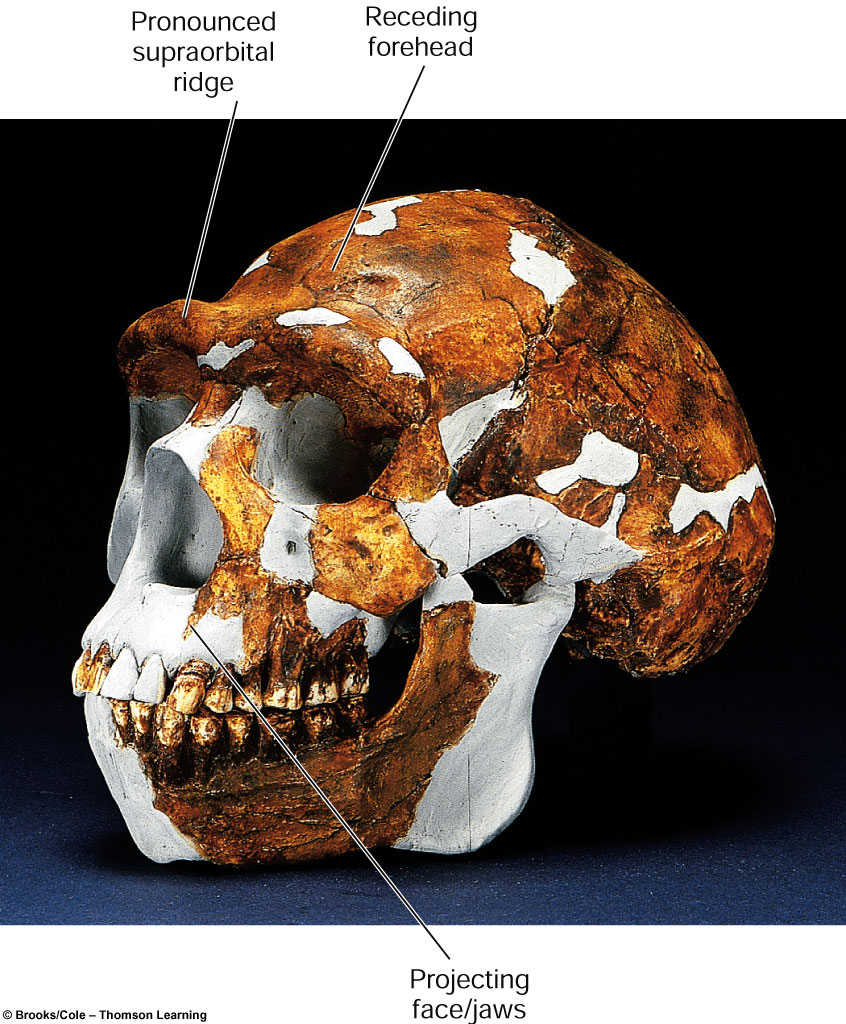 Pronounced
supraorbital
ridge
Receding
forehead
Projecting
face/jaws
© Brooks/Cole – Thomson Learning